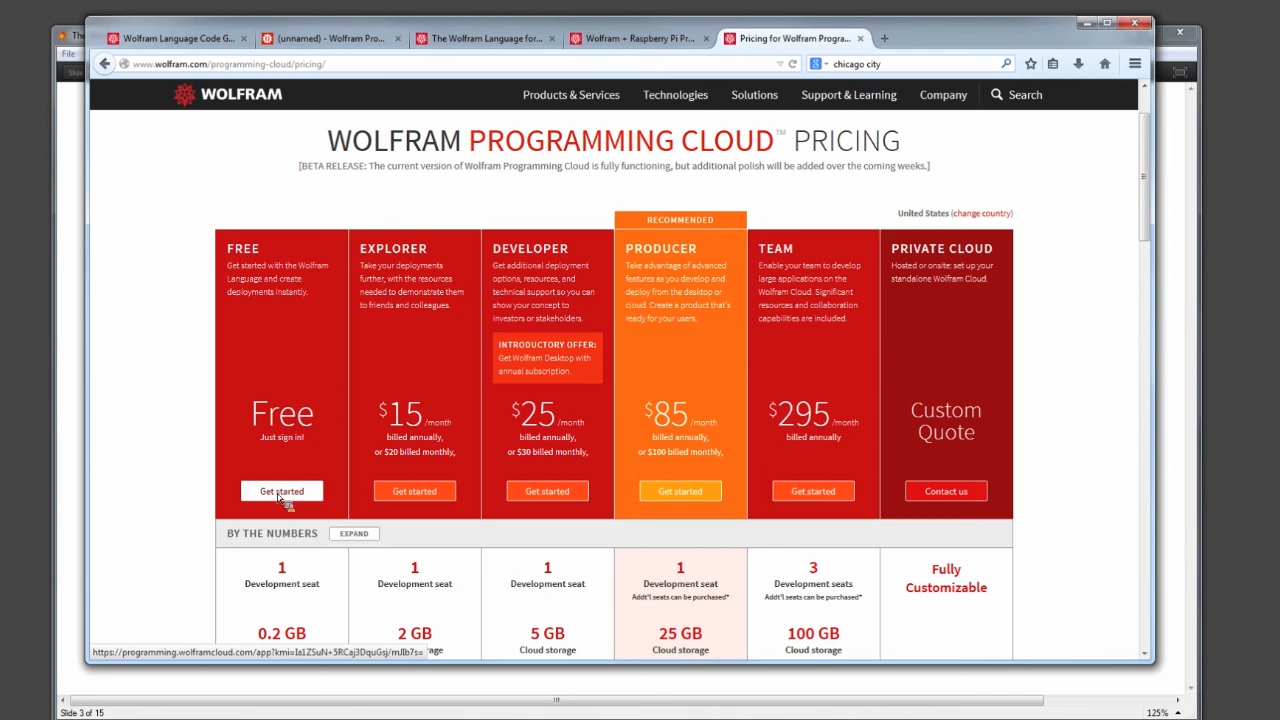 The
File
Slide
Wolfram Language Code G...
(unnamed) - Wolfram Pro...
The Wolfram Language for...
Wolfram + Raspberry Pi Pr...
Pricing for Wolfram Progra...
www.wolfram.com/programming-cloud/pricing/
chicago city
WOLFRAM
Products & Services
Technologies
Solutions
Support & Learning
Company
Search
WOLFRAM PROGRAMMING CLOUD™ PRICING
[BETA RELEASE: The current version of Wolfram Programming Cloud is fully functioning, but additional polish will be added over the coming weeks.]
United States (change country)
FREE
Get started with the Wolfram
Language and create
deployments instantly.
Free
Just sign in!
Get started
EXPLORER
Take your deployments
further, with the resources
needed to demonstrate them
to friends and colleagues.
$15 /month
billed annually,
or $20 billed monthly,
Get started
DEVELOPER
Get additional deployment
options, resources, and
technical support so you can
show your concept to
investors or stakeholders.
INTRODUCTORY OFFER:
Get Wolfram Desktop with
annual subscription.
$25 /month
billed annually,
or $30 billed monthly,
Get started
RECOMMENDED
PRODUCER
Take advantage of advanced
features as you develop and
deploy from the desktop or
cloud. Create a product that's
ready for your users.
$85 /month
billed annually,
or $100 billed monthly,
Get started
TEAM
Enable your team to develop
large applications on the
Wolfram Cloud. Significant
resources and collaboration
capabilities are included.
$295 /month
billed annually
Get started
PRIVATE CLOUD
Hosted or onsite: set up your
standalone Wolfram Cloud.
Custom
Quote
Contact us
BY THE NUMBERS
EXPAND
1
Development seat
1
Development seat
1
Development seat
1
Development seat
Addt'l seats can be purchased*
3
Development seats
Addt'l seats can be purchased*
Fully
Customizable
0.2 GB
2 GB
5 GB
Cloud storage
25 GB
Cloud storage
100 GB
Cloud storage
Slide 3 of 15
125%